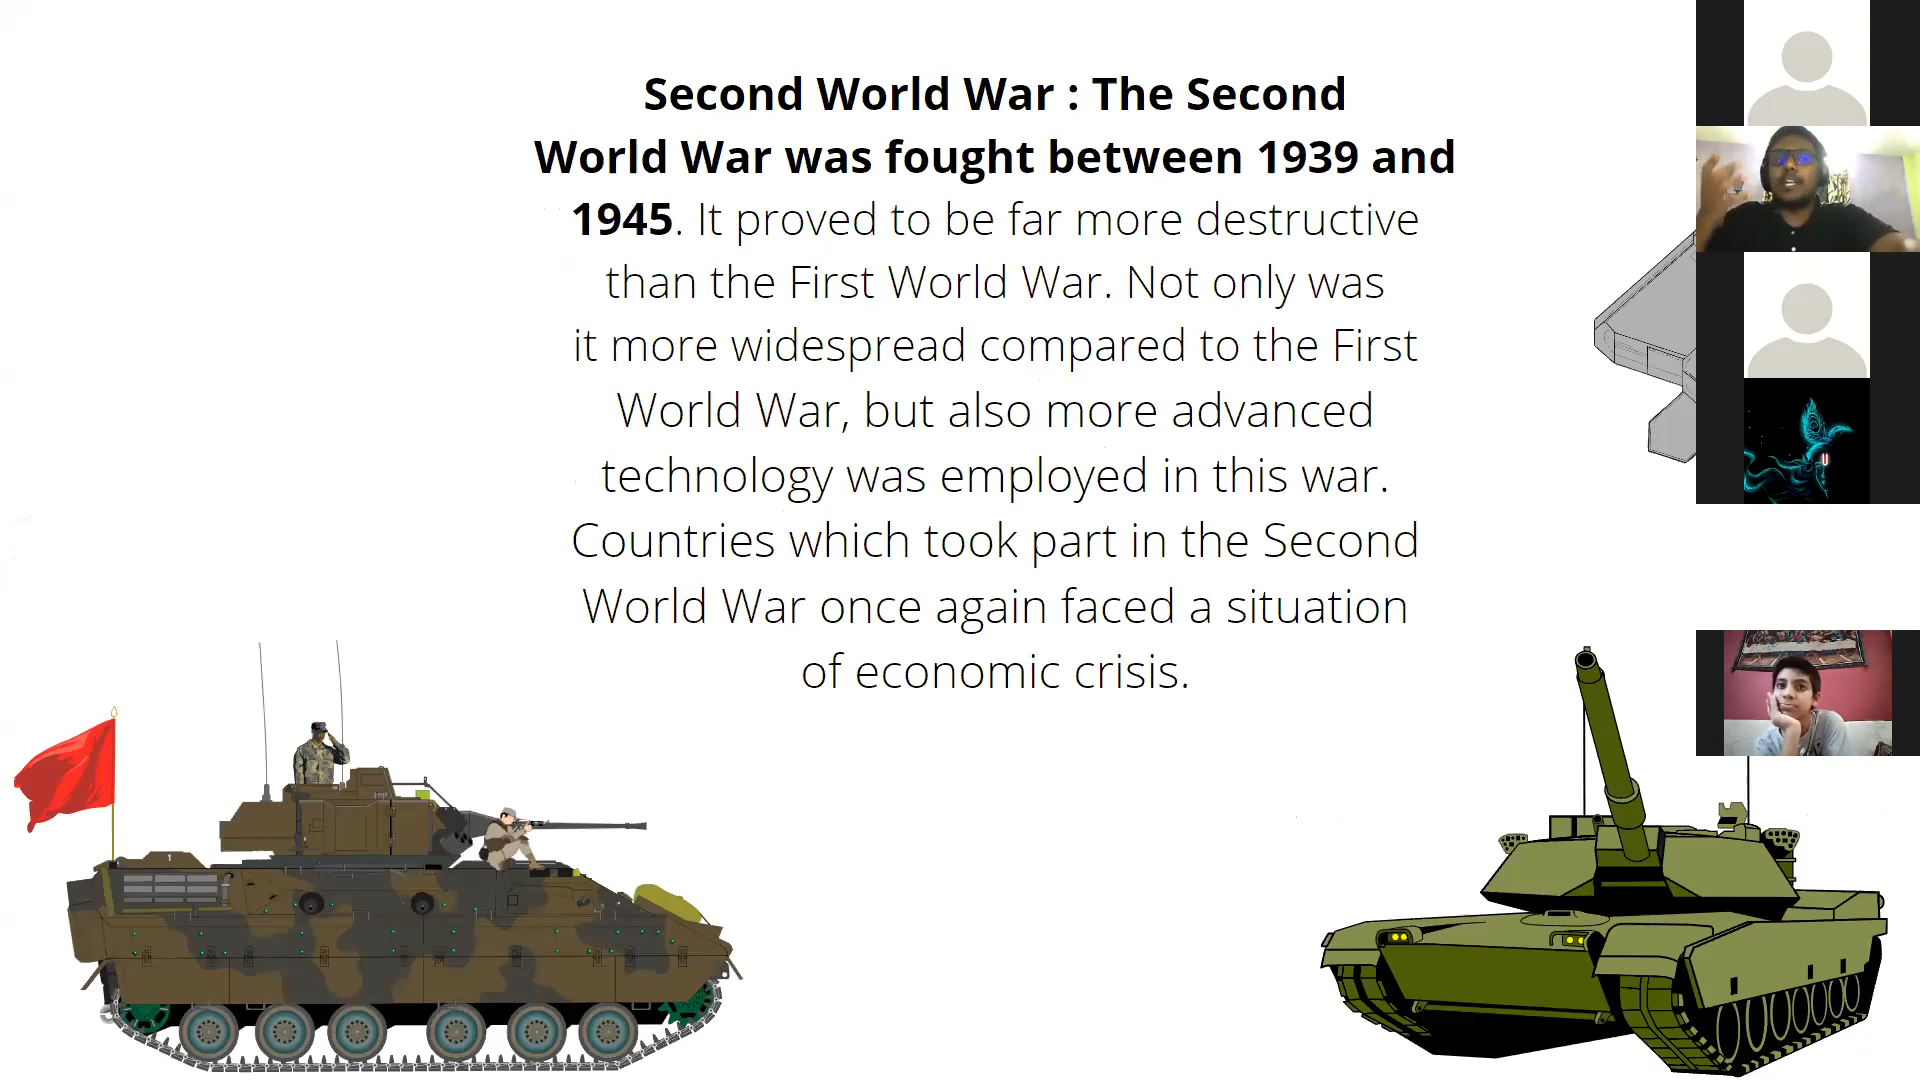 Second World War : The Second
World War was fought between 1939 and
1945. It proved to be far more destructive
than the First World War. Not only was
it more widespread compared to the First
World War, but also more advanced
technology was employed in this war.
Countries which took part in the Second
World War once again faced a situation
of economic crisis.
1